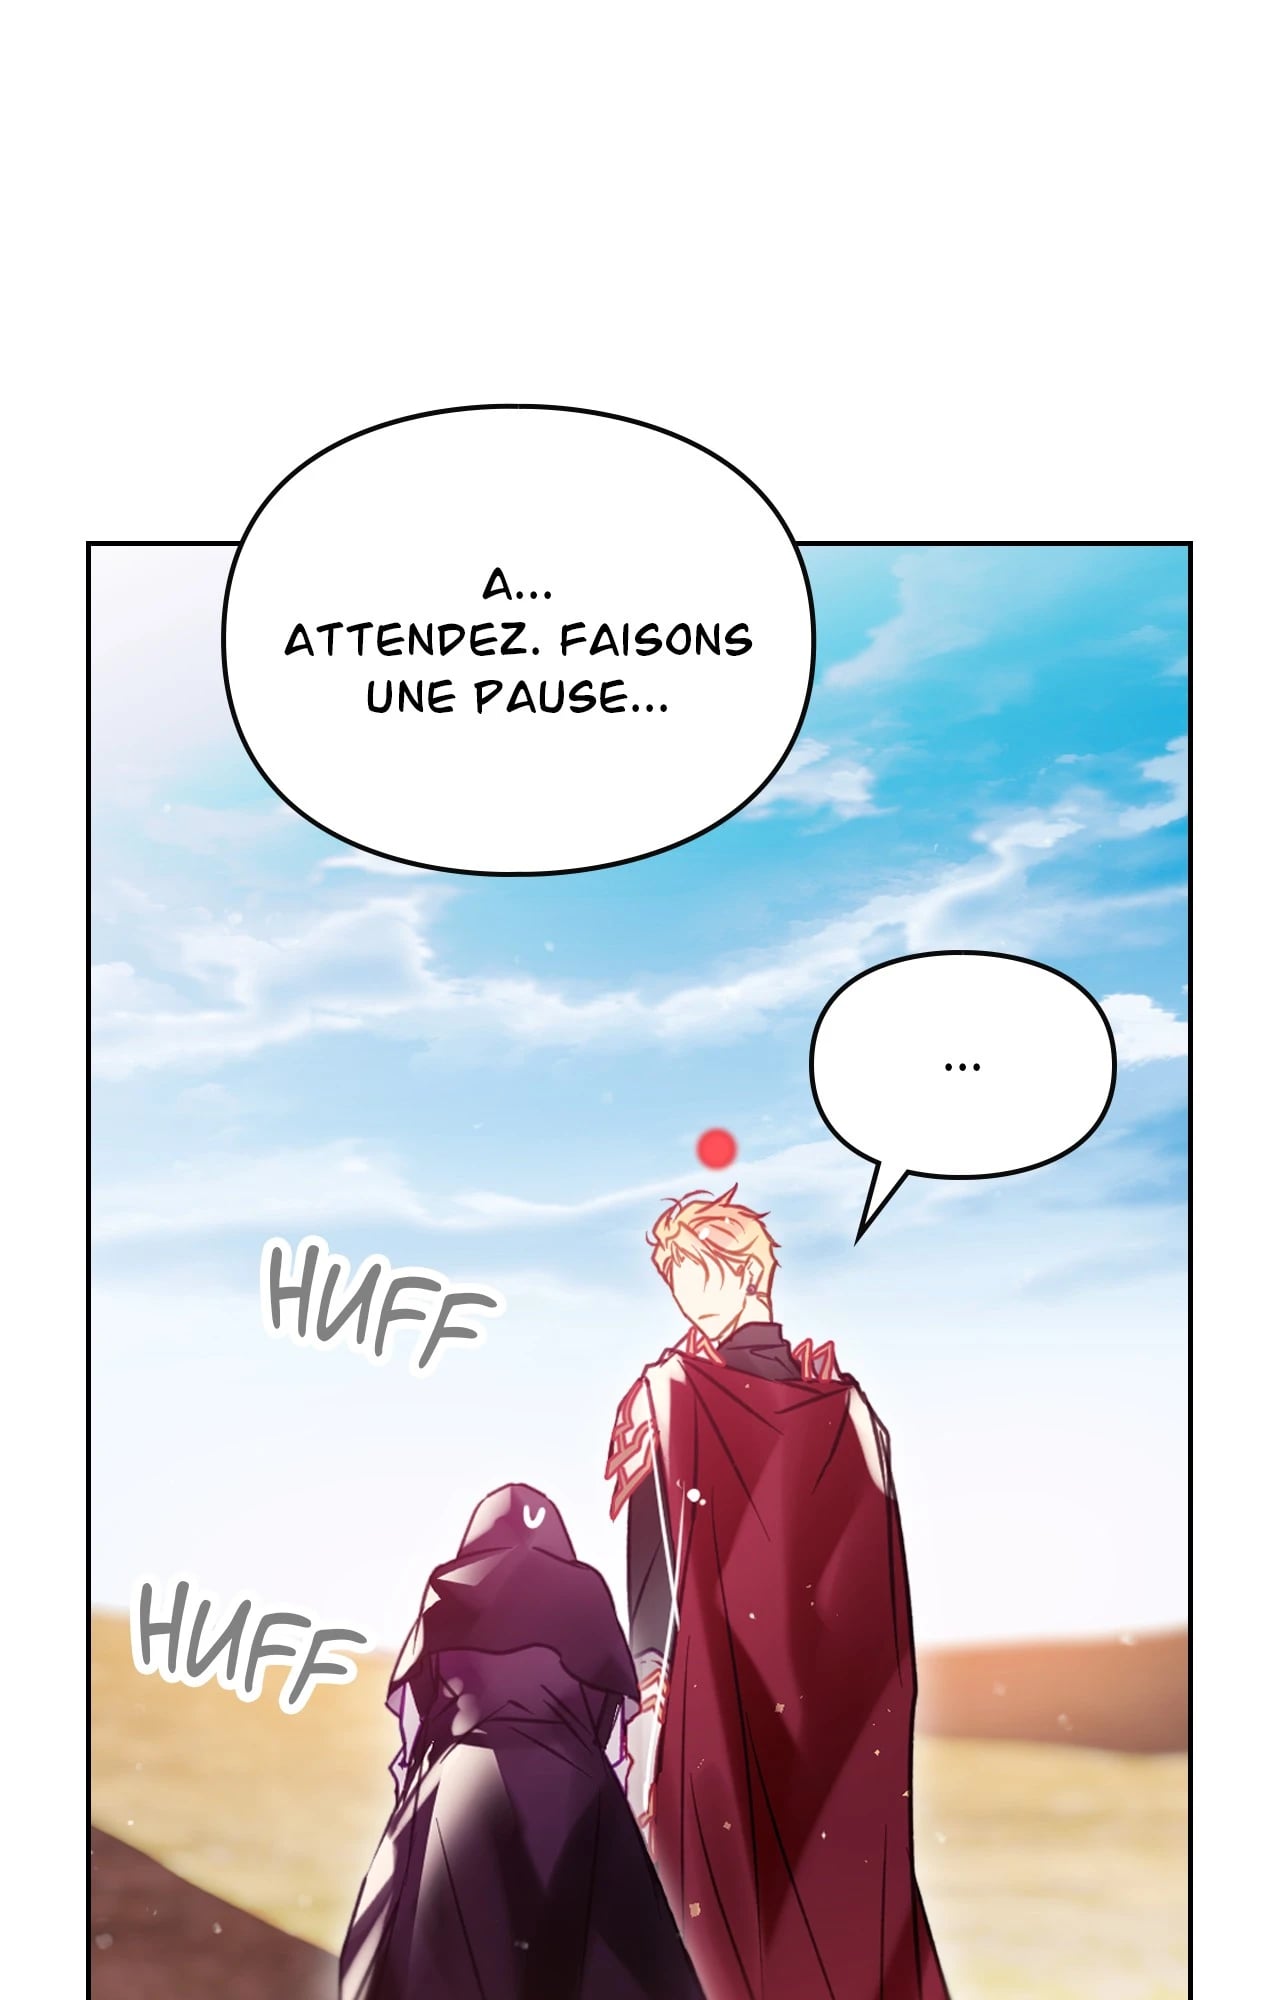 A...
ATTENDEZ. FAISONS
UNE PAUSE...
...
HUFF
HUFF